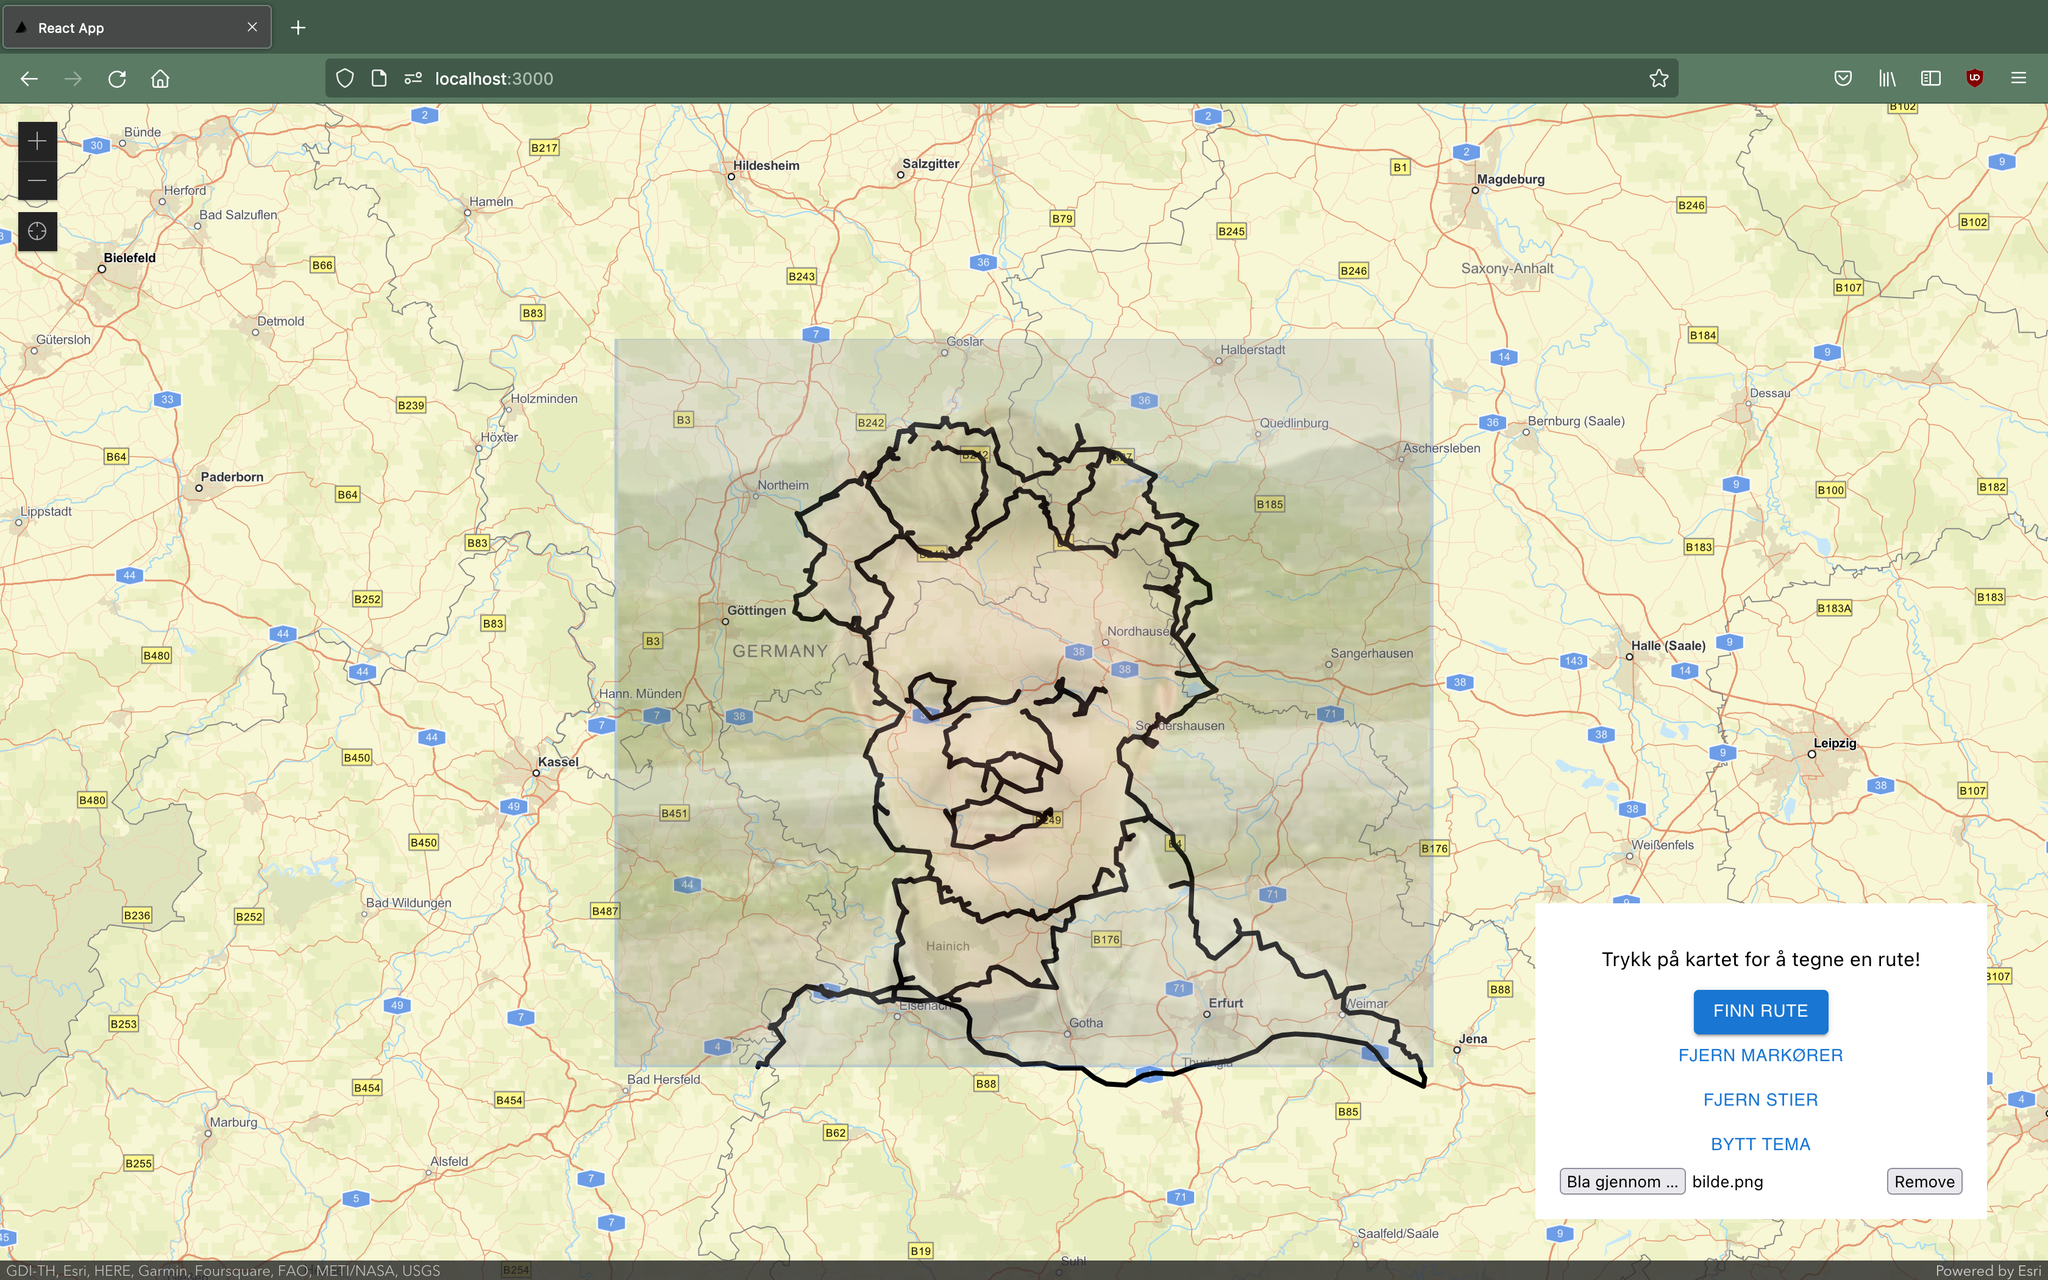 React App
localhost:3000
B102
2
2
30
Bünde
B217
Hildesheim
Salzgitter
B1
2
9
Magdeburg
Herford
Hameln
Bad Salzuflen
B79
B245
B246
B102
3
Bielefeld
B66
36
B243
B246
Saxony-Anhalt
B107
B83
Detmold
7
Goslar
Halberstadt
B184
Gütersloh
14
9
33
B239
Holzminden
36
Dessau
Höxter
B3
B242
Quedlinburg
36
Bernburg (Saale)
B64
B242
Aschersleben
Paderborn
B64
Northeim
9
B100
B182
Lippstadt
B185
B83
B183
44
B252
Göttingen
B183
B183A
44
B83
B3
GERMANY
Nordhausen
Halle (Saale)
9
B480
44
38
38
Sangerhausen
143
14
Hann. Münden
38
7
7
38
Sondershausen
71
44
38
9
Leipzig
B450
Kassel
38
B480
49
B451
B249
38
B107
B450
B4
B176
Weißenfels
44
71
B236
B252
Bad Wildungen
B487
9
Hainich
B176
Trykk på kartet for å tegne en rute!
B107
49
71
B88
Eisenach
Erfurt
Weimar
FINN RUTE
B253
7
Gotha
4
Jena
Thuringia
FJERN MARKØRER
Bad Hersfeld
B88
B454
B454
FJERN STIER
4
Marburg
B62
B85
BYTT TEMA
B255
Alsfeld
7
Bla gjennom ...
bilde.png
Remove
5
71
7
Saalfeld/Saale
9
45
B19
Suhl
B254
GDI-TH, Esri, HERE, Garmin, Foursquare, FAO, METI/NASA, USGS
Powered by Esri